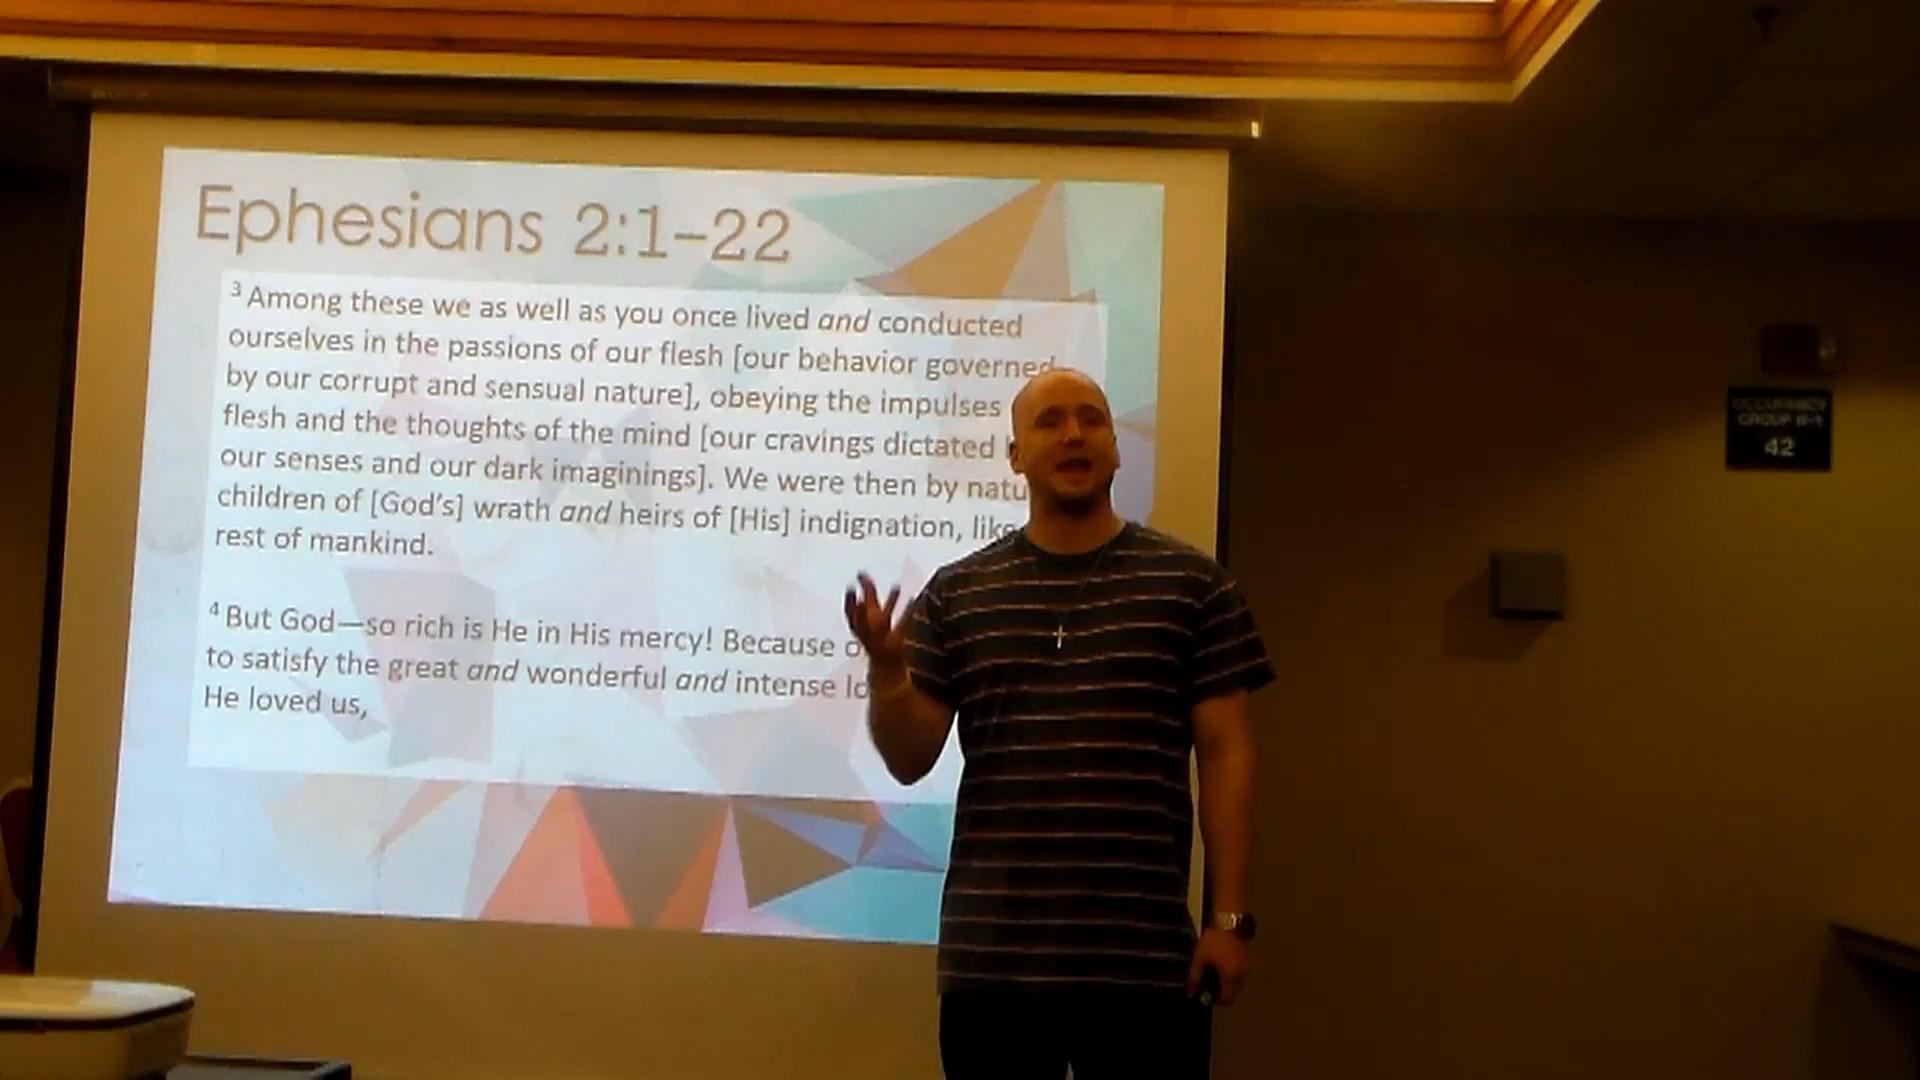 Ephesians 2:1–22
3 Among these we as well as you once lived and conducted
ourselves in the passions of our flesh [our behavior governed
by our corrupt and sensual nature], obeying the impulses
flesh and the thoughts of the mind [our cravings dictated
our senses and our dark imaginings]. We were then by natu
children of [God's] wrath and heirs of [His] indignation, like
rest of mankind.
4 But God—so rich is He in His mercy! Because o
to satisfy the great and wonderful and intense lo
He loved us,
OCCUPANCY
GROUP
42